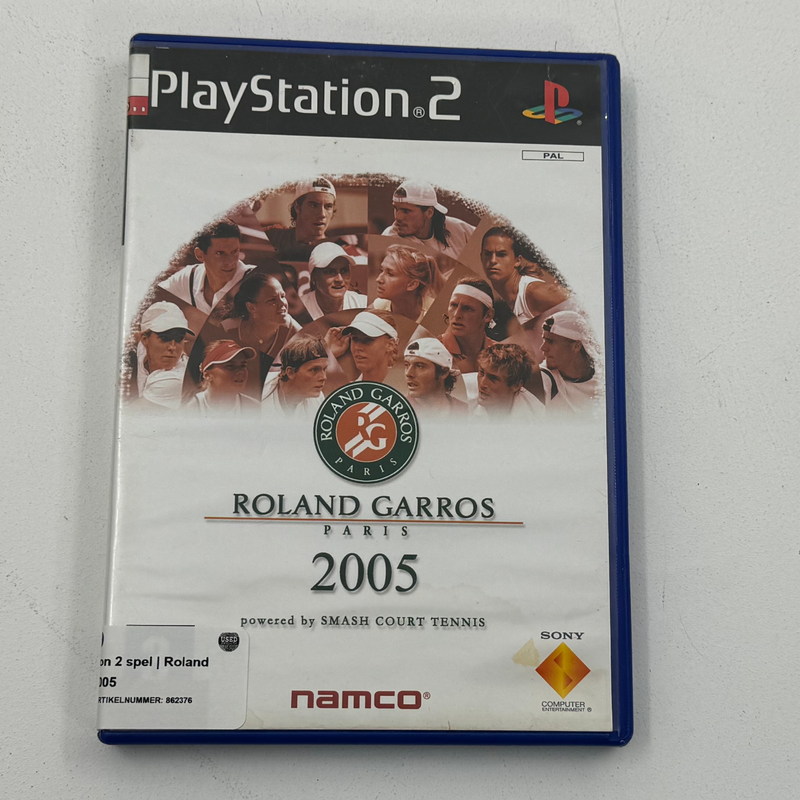 PlayStation®2
PAL
ROLAND GARROS
RG
PARIS
ROLAND GARROS
PARIS
2005
powered by SMASH COURT TENNIS
USED
on 2 spel | Roland
005
RTIKELNUMMER: 862376
namco®
SONY
COMPUTER
ENTERTAINMENT ®